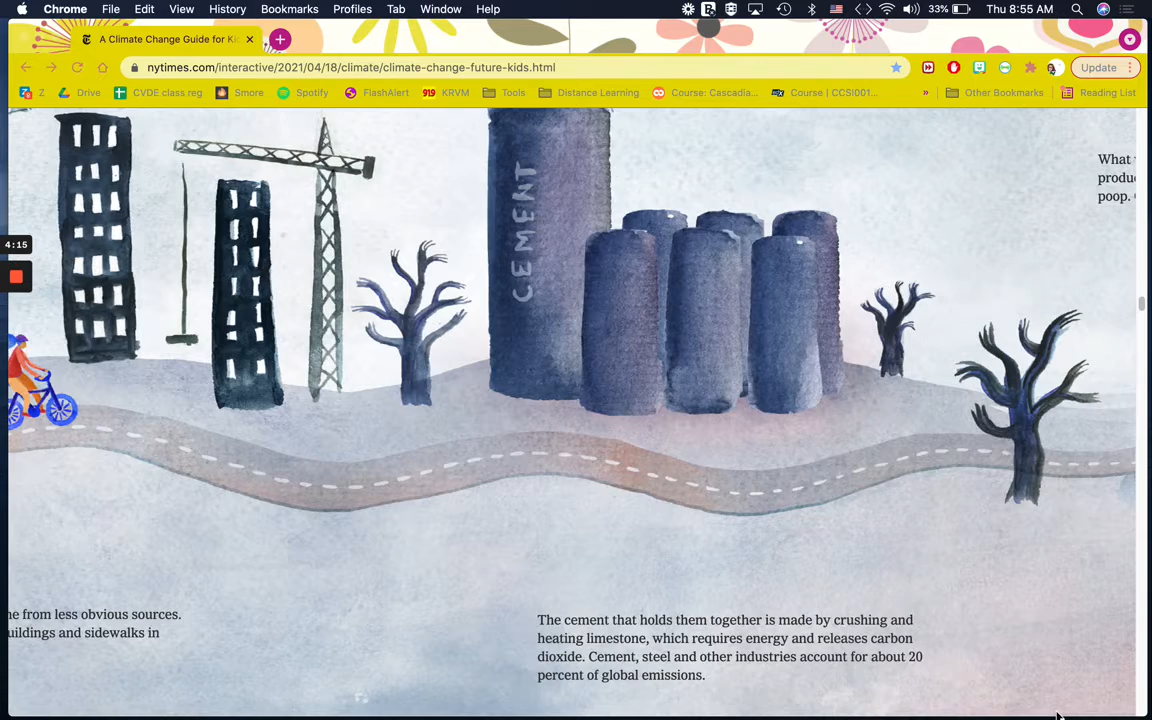 Chrome File Edit View History Bookmarks Profiles Tab Window Help 33% Thu 8:55 AM
A Climate Change Guide for Ki
nytimes.com/interactive/2021/04/18/climate/climate-change-future-kids.html Update
Z Drive CVDE class reg Smore Spotify FlashAlert 919 KRVM Tools Distance Learning Course: Cascadia... Course | CCSI001... » Other Bookmarks Reading List
What
produ
poop.
CEMENT
4:15
ne from less obvious sources.
uildings and sidewalks in
The cement that holds them together is made by crushing and
heating limestone, which requires energy and releases carbon
dioxide. Cement, steel and other industries account for about 20
percent of global emissions.